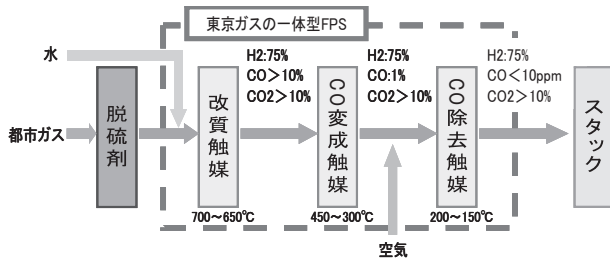 東京ガスの一体型FPS
水
都市ガス
脱硫剤
改質触媒
700～650℃
H2:75%
CO＞10%
CO2＞10%
CO変成触媒
450～300℃
H2:75%
CO:1%
CO2＞10%
空気
CO除去触媒
200～150℃
H2:75%
CO＜10ppm
CO2＞10%
スタック